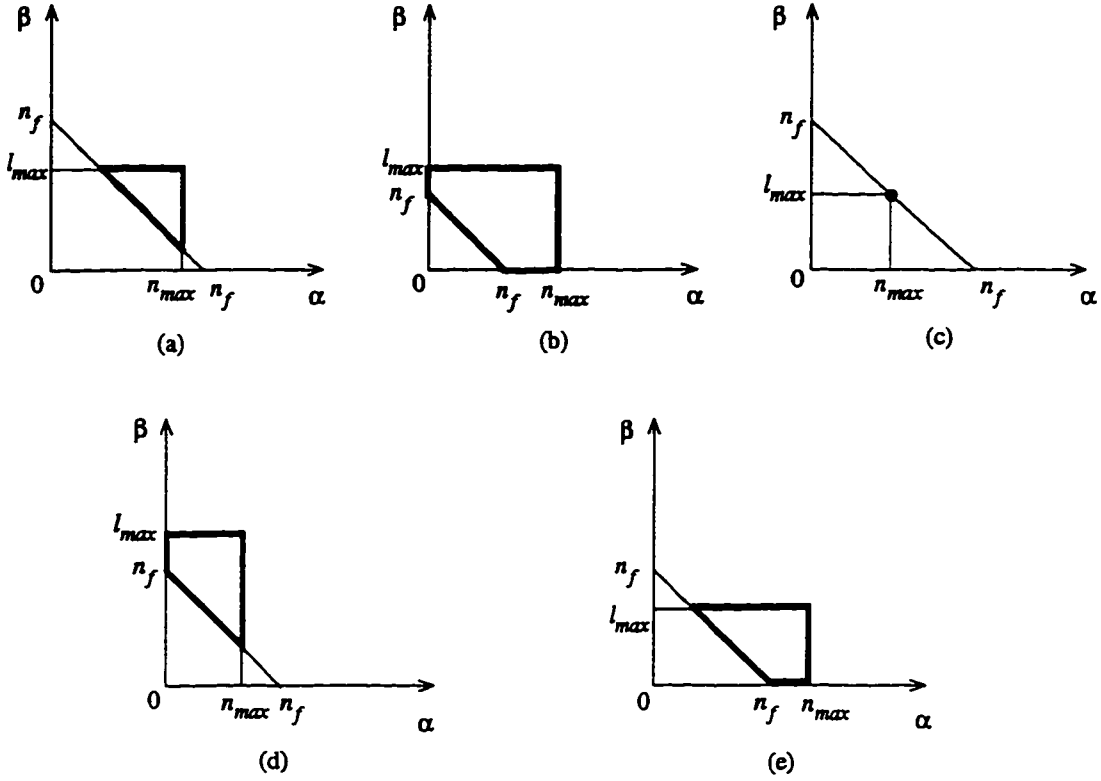 β
n_f
l_max
0
n_max
n_f
α
(a)
β
l_max
n_f
0
n_f
n_max
α
(b)
β
n_f
l_max
0
n_max
n_f
α
(c)
β
l_max
n_f
0
n_max
n_f
α
(d)
β
n_f
l_max
0
n_f
n_max
α
(e)